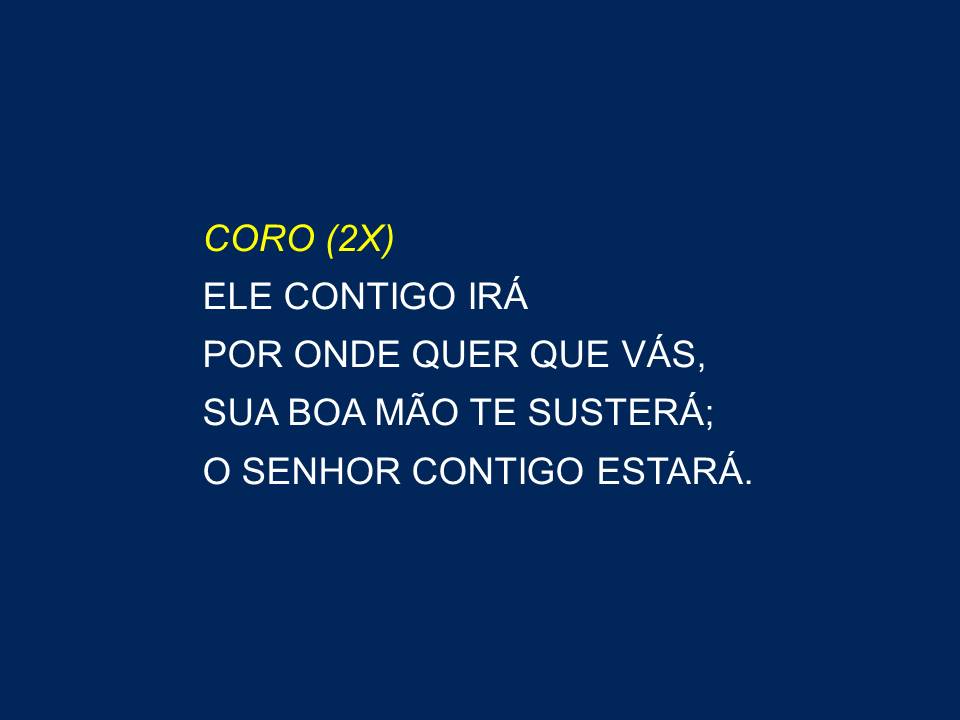 CORO (2X)
ELE CONTIGO IRÁ
POR ONDE QUER QUE VÁS,
SUA BOA MÃO TE SUSTERÁ;
O SENHOR CONTIGO ESTARÁ.